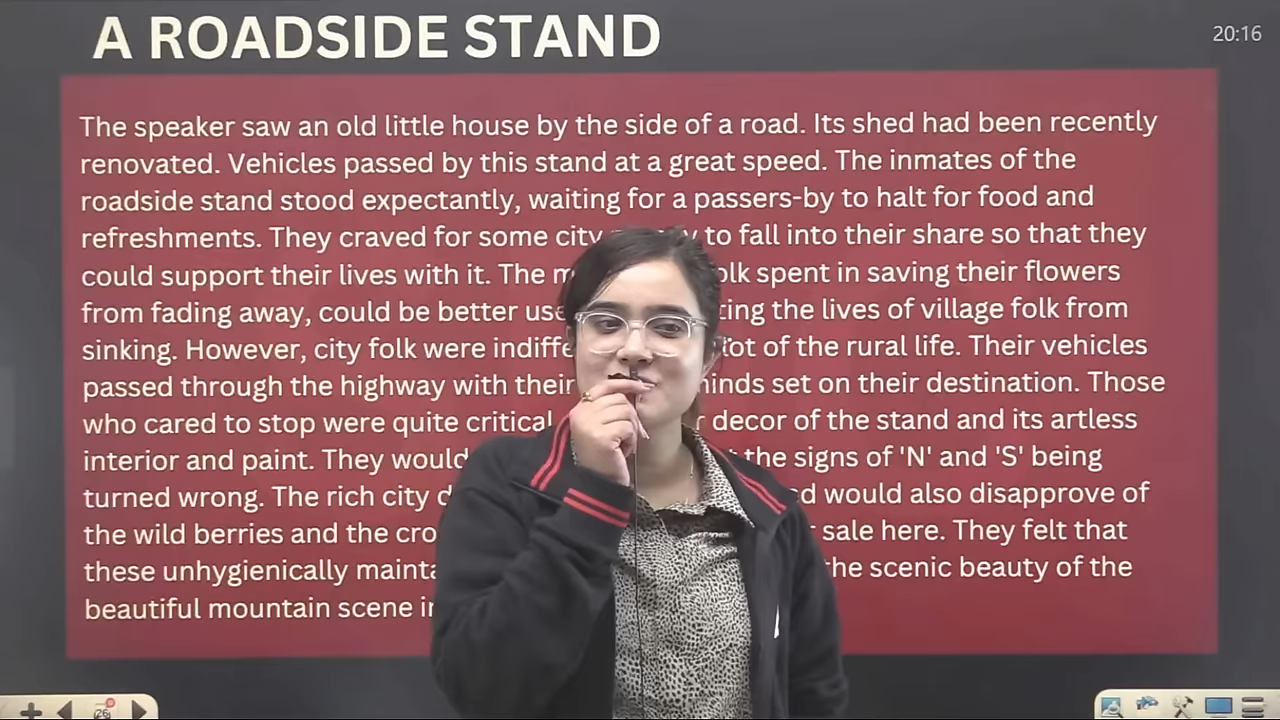 A ROADSIDE STAND
20:16
The speaker saw an old little house by the side of a road. Its shed had been recently
renovated. Vehicles passed by this stand at a great speed. The inmates of the
roadside stand stood expectantly, waiting for a passers-by to halt for food and
refreshments. They craved for some city to fall into their share so that they
could support their lives with it. The spent in saving their flowers
from fading away, could be better the lives of village folk from
sinking. However, city folk were of the rural life. Their vehicles
passed through the highway with their set on their destination. Those
who cared to stop were quite critical decor of the stand and its artless
interior and paint. They would the signs of 'N' and 'S' being
turned wrong. The rich city would also disapprove of
the wild berries and the sale here. They felt that
these unhygienically the scenic beauty of the
beautiful mountain scene
26